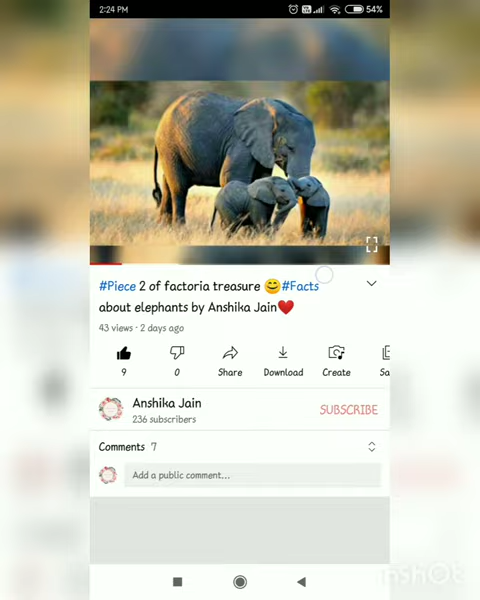 2:24 PM
54%
#Piece 2 of factoria treasure 😊#Facts
about elephants by Anshika Jain❤️
43 views · 2 days ago
9
0
Share
Download
Create
Sa
Anshika Jain
236 subscribers
SUBSCRIBE
Comments 7
Add a public comment...